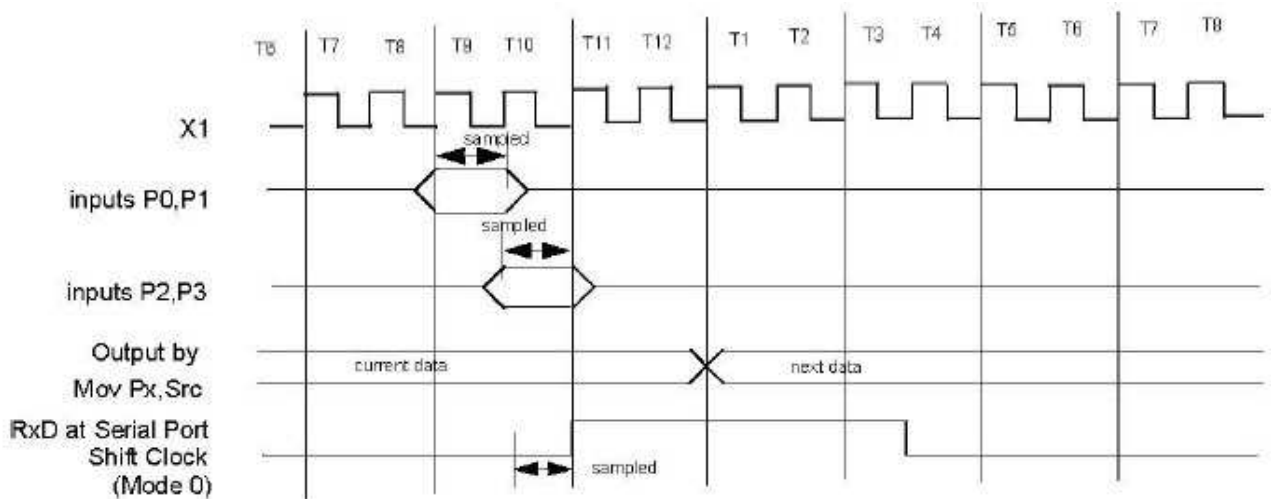 T6 T7 T8 T9 T10 T11 T12 T1 T2 T3 T4 T5 T6 T7 T8
X1
sampled
inputs P0,P1
sampled
inputs P2,P3
Output by
current data next data
Mov Px,Src
RxD at Serial Port
Shift Clock
sampled
(Mode 0)